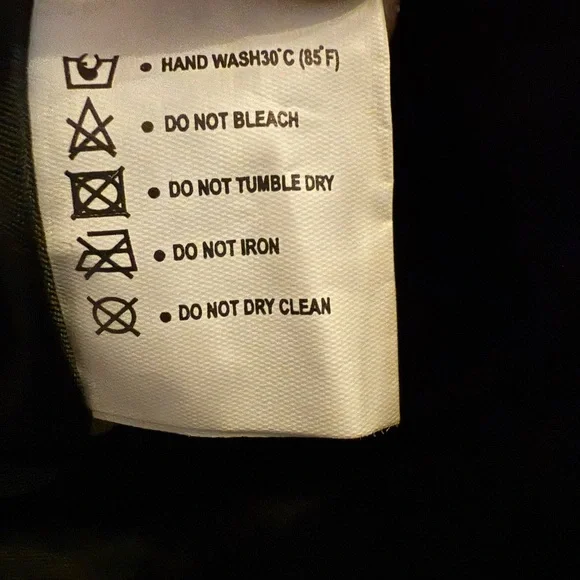 • HAND WASH30°C (85°F)
• DO NOT BLEACH
• DO NOT TUMBLE DRY
• DO NOT IRON
• DO NOT DRY CLEAN